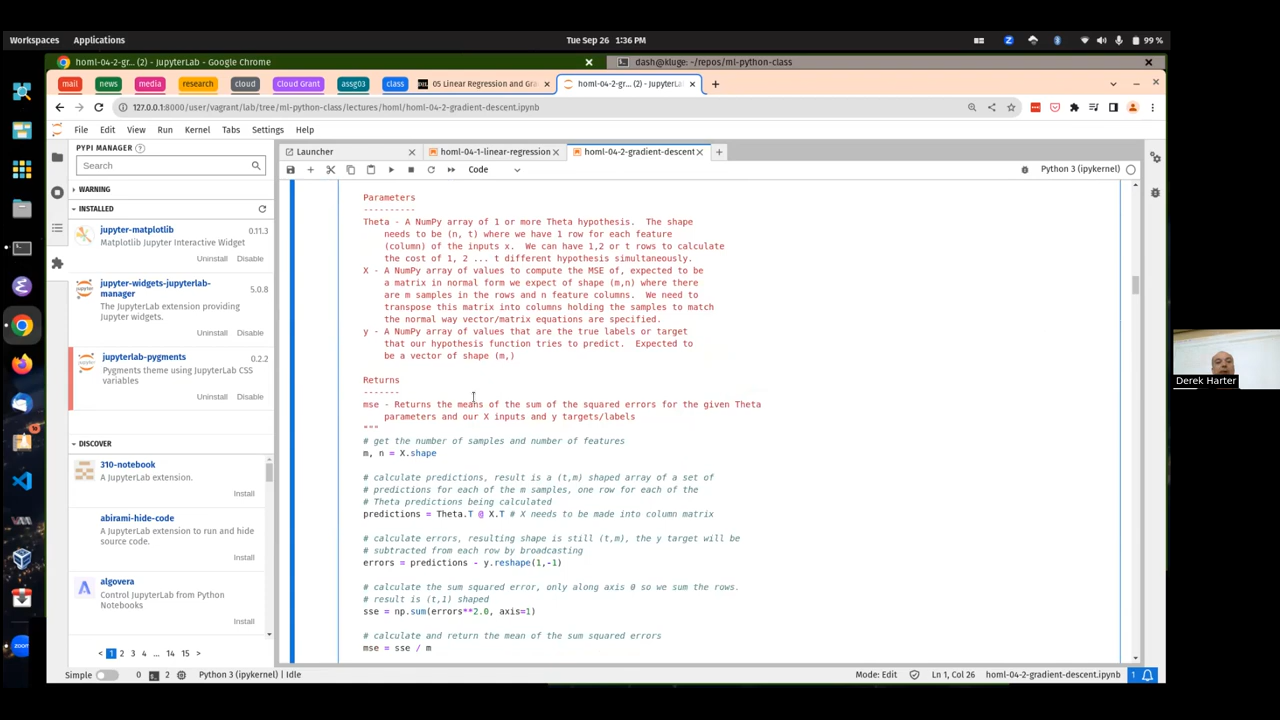 Workspaces Applications Tue Sep 26 1:36 PM 99 %
homl-04-2-gr... (2) - JupyterLab - Google Chrome dash@kluge: ~/repos/ml-python-class
mail news media research cloud Cloud Grant assg03 class 05 Linear Regression and Gr homl-04-2-gr... (2) - JupyterLa
127.0.0.1:8000/user/vagrant/lab/tree/ml-python-class/lectures/homl/homl-04-2-gradient-descent.ipynb
File Edit View Run Kernel Tabs Settings Help
PYPI MANAGER
Search
WARNING
INSTALLED
jupyter-matplotlib 0.11.3
Matplotlib Jupyter Interactive Widget
Uninstall Disable
jupyter-widgets-jupyterlab-
manager 5.0.8
The JupyterLab extension providing
Jupyter widgets.
Uninstall Disable
jupyterlab-pygments 0.2.2
Pygments theme using JupyterLab CSS
variables
Uninstall Disable
DISCOVER
310-notebook
A JupyterLab extension.
Install
abirami-hide-code
A JupyterLab extension to run and hide
source code.
Install
algovera
Control JupyterLab from Python
Notebooks
Install
< 1 2 3 4 ... 14 15 >
Launcher homl-04-1-linear-regression homl-04-2-gradient-descent
Code Python 3 (ipykernel)
Parameters
----------
Theta - A NumPy array of 1 or more Theta hypothesis. The shape
needs to be (n, t) where we have 1 row for each feature
(column) of the inputs x. We can have 1,2 or t rows to calculate
the cost of 1, 2 ... t different hypothesis simultaneously.
X - A NumPy array of values to compute the MSE of, expected to be
a matrix in normal form we expect of shape (m,n) where there
are m samples in the rows and n feature columns. We need to
transpose this matrix into columns holding the samples to match
the normal way vector/matrix equations are specified.
y - A NumPy array of values that are the true labels or target
that our hypothesis function tries to predict. Expected to
be a vector of shape (m,)
Returns
-------
mse - Returns the means of the sum of the squared errors for the given Theta
parameters and our X inputs and y targets/labels
"""
# get the number of samples and number of features
m, n = X.shape
# calculate predictions, result is a (t,m) shaped array of a set of
# predictions for each of the m samples, one row for each of the
# Theta predictions being calculated
predictions = Theta.T @ X.T # X needs to be made into column matrix
# calculate errors, resulting shape is still (t,m), the y target will be
# subtracted from each row by broadcasting
errors = predictions - y.reshape(1,-1)
# calculate the sum squared error, only along axis 0 so we sum the rows.
# result is (t,1) shaped
sse = np.sum(errors**2.0, axis=1)
# calculate and return the mean of the sum squared errors
mse = sse / m
Simple 0 2 Python 3 (ipykernel) | Idle Mode: Edit Ln 1, Col 26 homl-04-2-gradient-descent.ipynb 1
Derek Harter
zoom